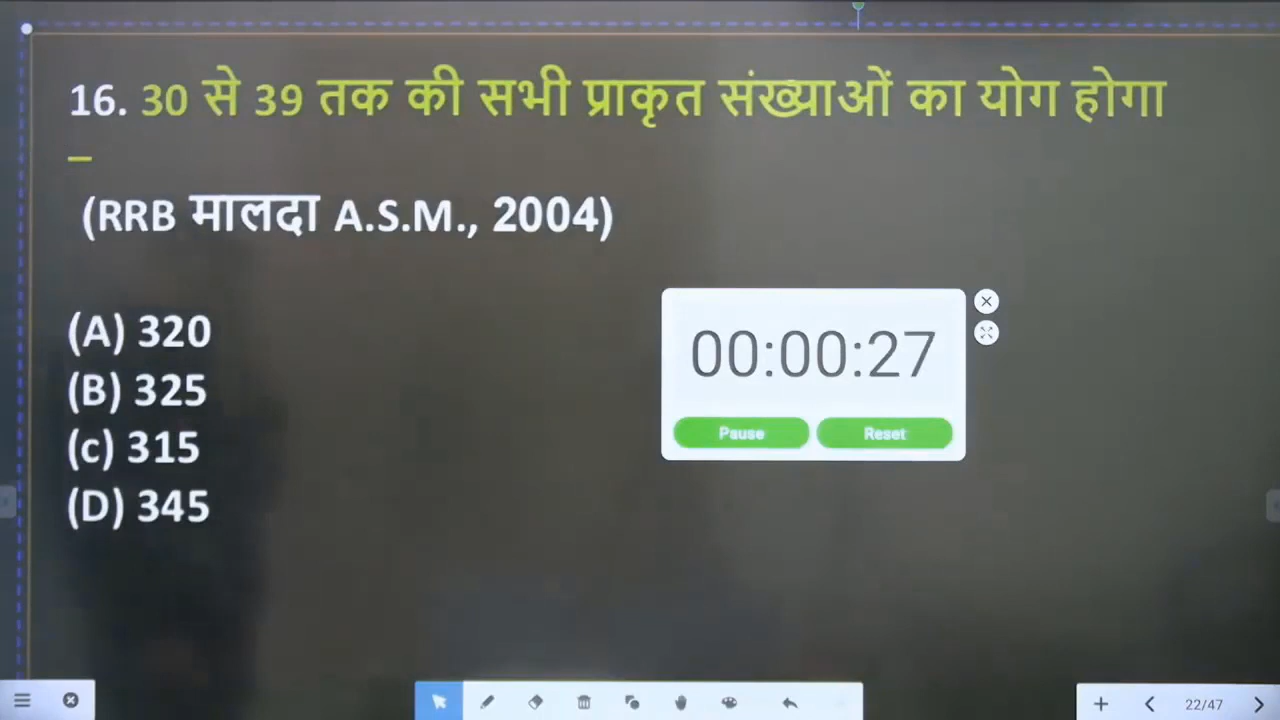 16. 30 से 39 तक की सभी प्राकृत संख्याओं का योग होगा
–
(RRB मालदा A.S.M., 2004)
(A) 320
(B) 325
(c) 315
(D) 345
00:00:27
Pause Reset
22/47